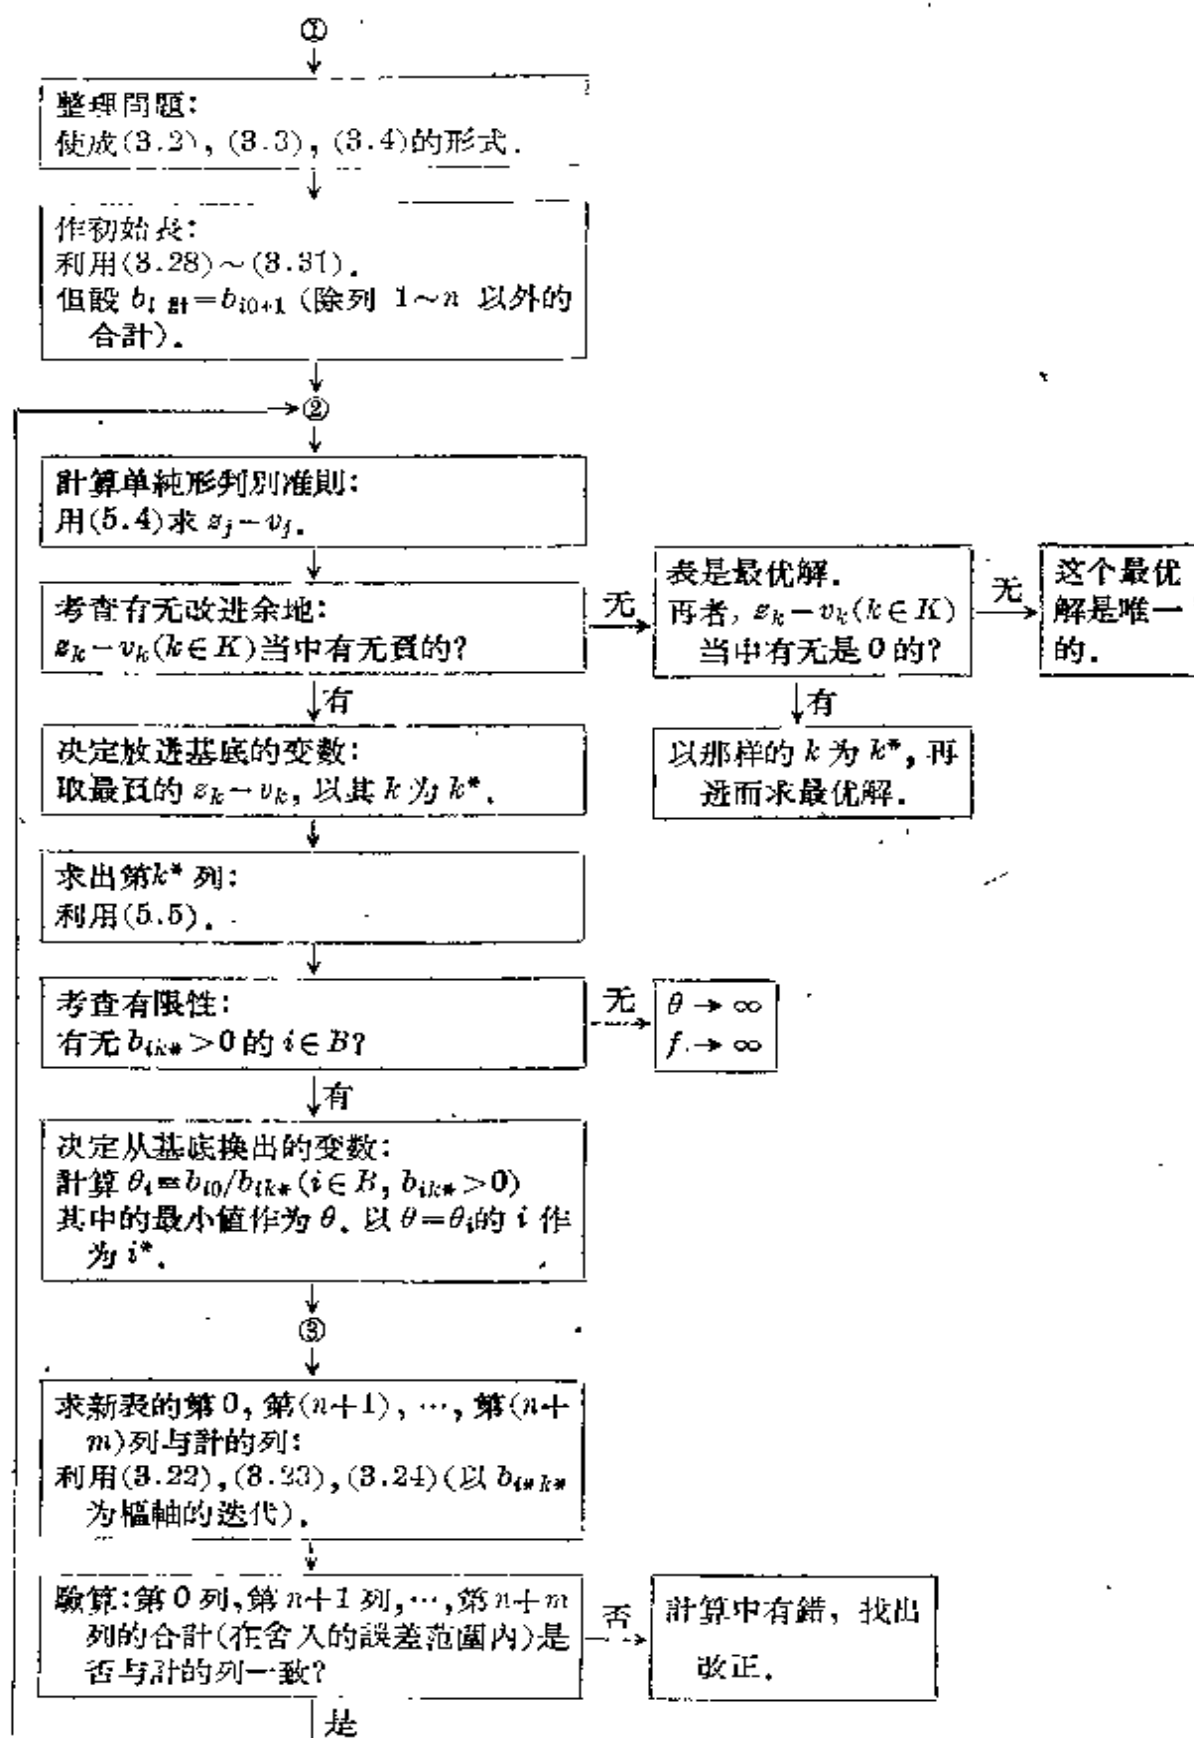 ①
整理問題:
使成(3.2), (3.3), (3.4)的形式.
作初始表:
利用(3.28)～(3.31).
但設 b_{i 計}=b_{i0}+1 (除列 1～n 以外的
合計).
②
計算单純形判別准則:
用(5.4)求 z_j－v_j.
考查有无改进余地:
z_k－v_k(k∈K)当中有无負的?
无
表是最优解.
再者, z_k－v_k(k∈K)
当中有无是 0 的?
无
这个最优
解是唯一
的.
有
有
决定放进基底的变数:
取最負的 z_k－v_k, 以其 k 为 k*.
以那样的 k 为 k*, 再
进而求最优解.
求出第k* 列:
利用(5.5).
考查有限性:
有无 b_{ik*}>0 的 i∈B?
无
θ → ∞
f → ∞
有
决定从基底換出的变数:
計算 θ_i=b_{i0}/b_{ik*}(i∈B, b_{ik*}>0)
其中的最小值作为 θ. 以 θ=θ_i的 i 作
为 i*.
③
求新表的第 0, 第(n+1), …, 第(n+
m)列与計的列:
利用(3.22),(3.23),(3.24)(以 b_{i*k*}
为樞軸的迭代).
驗算:第 0 列,第 n+1 列,…,第 n+m
列的合計(在舍入的誤差范圍內)是
否与計的列一致?
否
計算中有錯, 找出
改正.
是